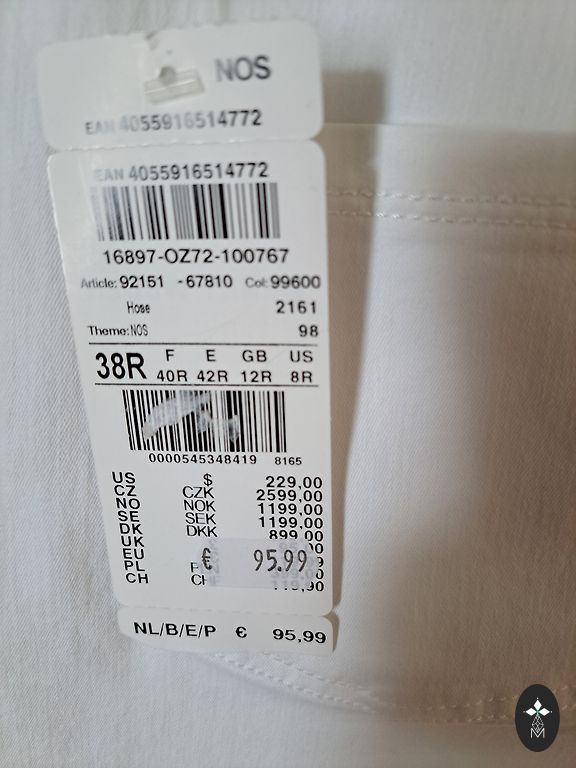 NOS
EAN 4055916514772
EAN 4055916514772
16897-OZ72-100767
Article: 92151 -67810 Col: 99600
Hose 2161
Theme: NOS 98
38R F E GB US
40R 42R 12R 8R
0000545348419 8165
US $ 229,00
CZ CZK 2599,00
NO NOK 1199,00
SE SEK 1199,00
DK DKK 899,00
UK
EU € 95.99
PL
CH 119,90
NL/B/E/P € 95,99
M